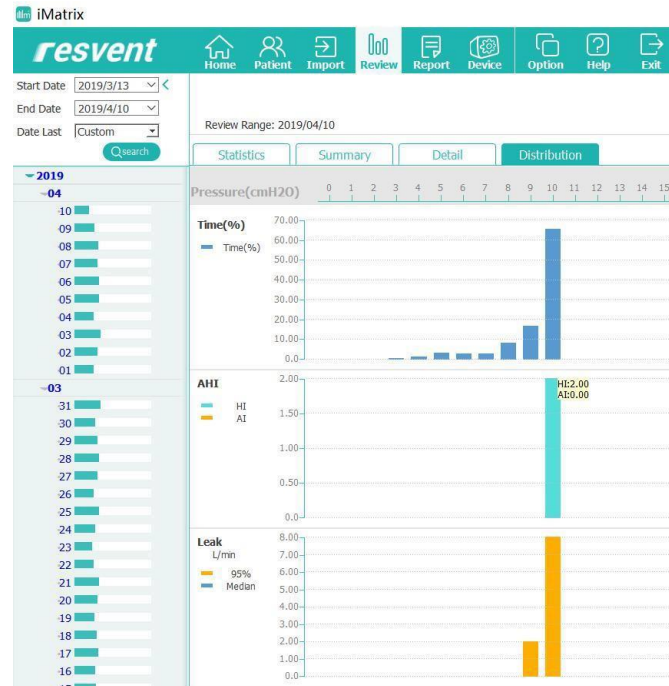 iMatrix
resvent
Home Patient Import Review Report Device Option Help Exit
Start Date 2019/3/13
End Date 2019/4/10
Date Last Custom
search
Review Range: 2019/04/10
Statistics Summary Detail Distribution
2019
04
10
09
08
07
06
05
04
03
02
01
03
31
30
29
28
27
26
25
24
23
22
21
20
19
18
17
16
Pressure(cmH2O) 0 1 2 3 4 5 6 7 8 9 10 11 12 13 14 15
Time(%)
Time(%)
70.00
60.00
50.00
40.00
30.00
20.00
10.00
0.0
AHI
HI
AI
2.00
1.50
1.00
0.50
0.0
HI:2.00
AI:0.00
Leak
L/min
95%
Median
8.00
7.00
6.00
5.00
4.00
3.00
2.00
1.00
0.0